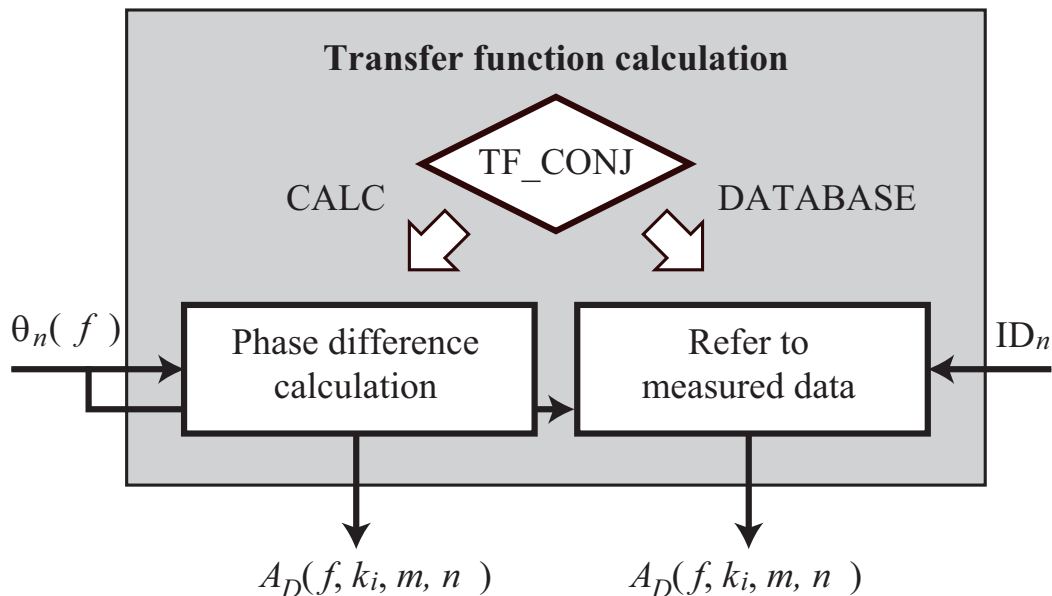 Transfer function calculation
TF_CONJ
CALC
DATABASE
θn( f )
Phase difference
calculation
Refer to
measured data
IDn
AD(f, ki, m, n )
AD(f, ki, m, n )